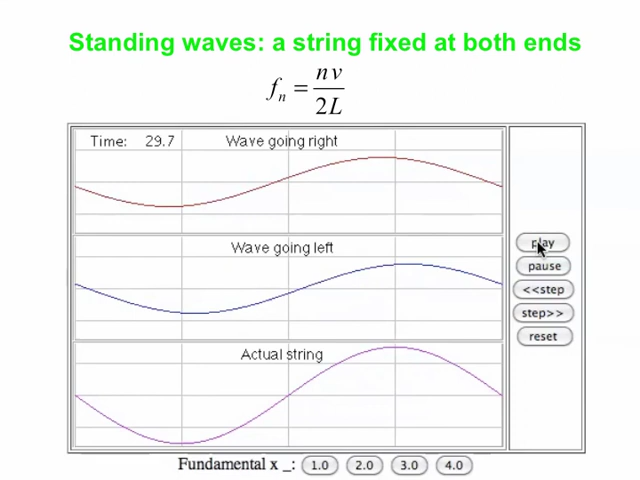 Standing waves: a string fixed at both ends
f_n = nv / 2L
Time: 29.7 Wave going right
Wave going left
Actual string
play
pause
<<step
step>>
reset
Fundamental x _: 1.0 2.0 3.0 4.0